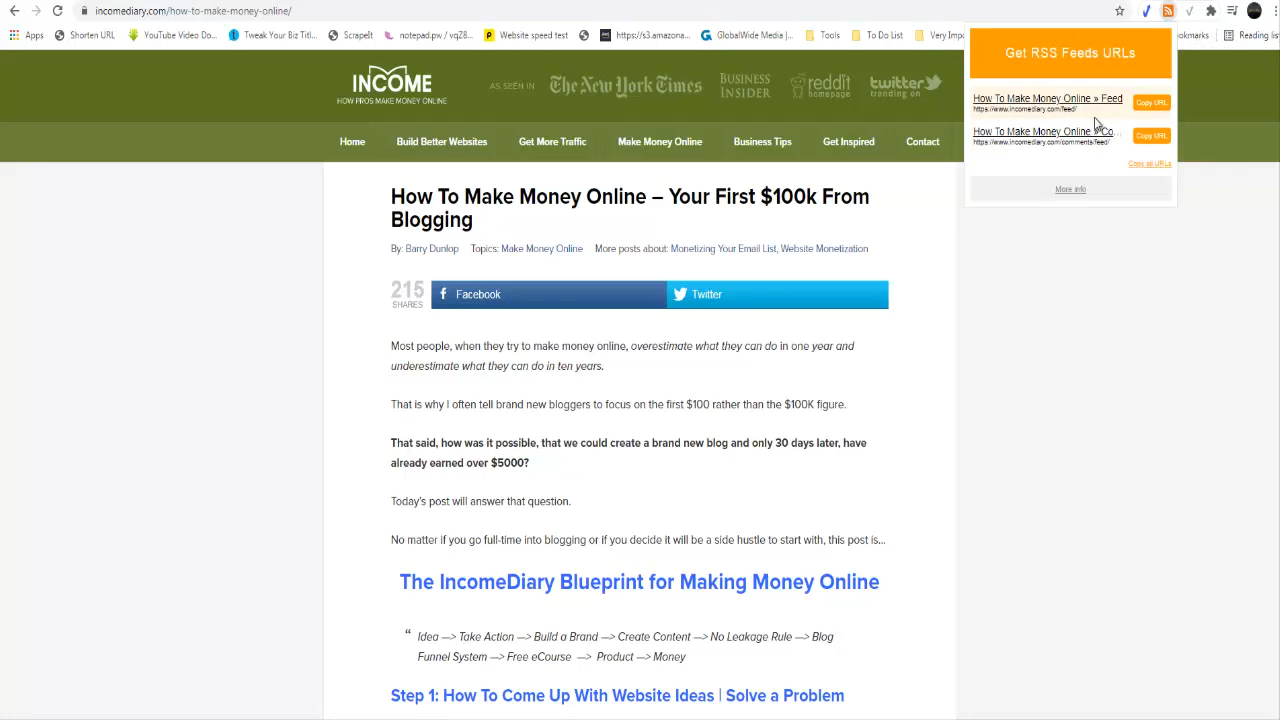 incomediary.com/how-to-make-money-online/
Apps Shorten URL YouTube Video Do... Tweak Your Biz Titl... ScrapeIt notepad.pw / vqZ8... Website speed test https://s3.amazona... GlobalWide Media |... Tools To Do List Very Imp okmarks Reading list
Get RSS Feeds URLs
How To Make Money Online » Feed
https://www.incomediary.com/feed/
Copy URL
How To Make Money Online » Co...
https://www.incomediary.com/comments/feed/
Copy URL
Copy all URLs
More info
INCOME
HOW PROS MAKE MONEY ONLINE
AS SEEN IN The New York Times BUSINESS INSIDER reddit homepage twitter trending on
Home Build Better Websites Get More Traffic Make Money Online Business Tips Get Inspired Contact
How To Make Money Online – Your First $100k From
Blogging
By: Barry Dunlop Topics: Make Money Online More posts about: Monetizing Your Email List, Website Monetization
215
SHARES
Facebook Twitter
Most people, when they try to make money online, overestimate what they can do in one year and
underestimate what they can do in ten years.
That is why I often tell brand new bloggers to focus on the first $100 rather than the $100K figure.
That said, how was it possible, that we could create a brand new blog and only 30 days later, have
already earned over $5000?
Today's post will answer that question.
No matter if you go full-time into blogging or if you decide it will be a side hustle to start with, this post is...
The IncomeDiary Blueprint for Making Money Online
“ Idea —> Take Action —> Build a Brand —> Create Content —> No Leakage Rule —> Blog
Funnel System —> Free eCourse —> Product —> Money
Step 1: How To Come Up With Website Ideas | Solve a Problem